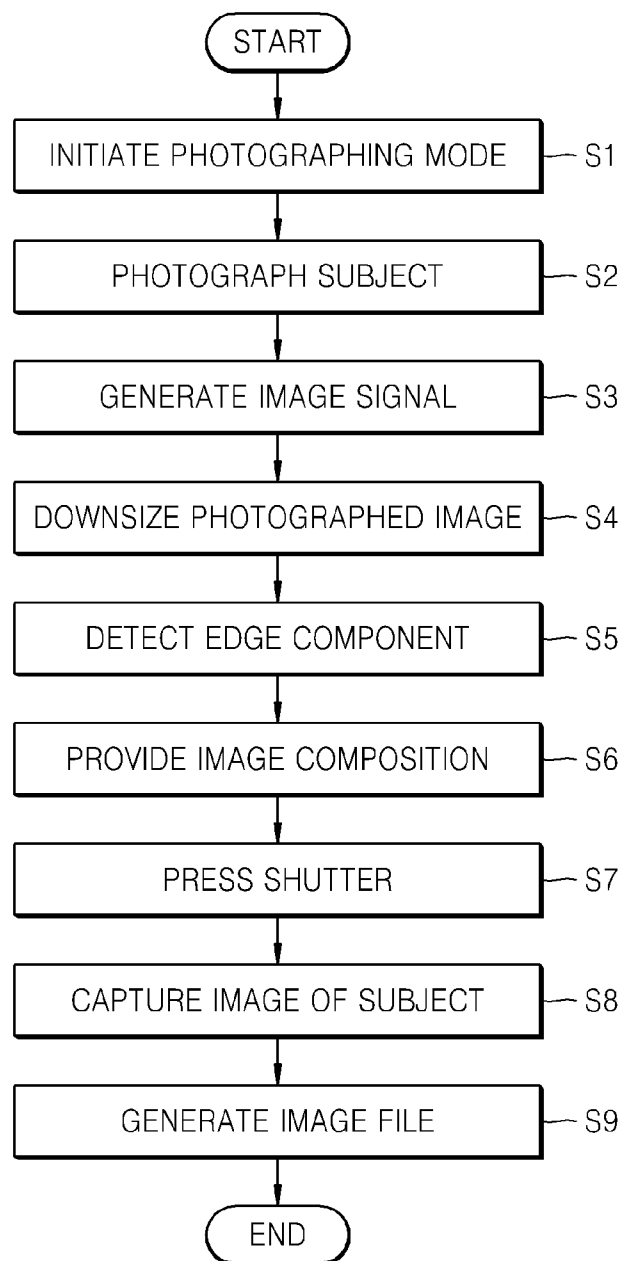 START
INITIATE PHOTOGRAPHING MODE S1
PHOTOGRAPH SUBJECT S2
GENERATE IMAGE SIGNAL S3
DOWNSIZE PHOTOGRAPHED IMAGE S4
DETECT EDGE COMPONENT S5
PROVIDE IMAGE COMPOSITION S6
PRESS SHUTTER S7
CAPTURE IMAGE OF SUBJECT S8
GENERATE IMAGE FILE S9
END